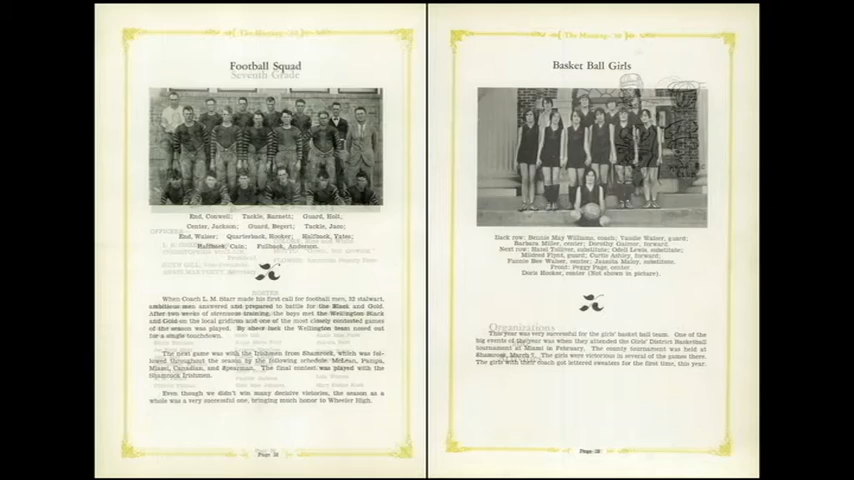 The Mustang
Football Squad
Seventh Grade
End, Conwell; Tackle, Barnett; Guard, Holt;
Center, Jackson; Guard, Begert; Tackle, Jaco;
End, Walser; Quarterback, Hooker; Halfback, Yates;
Halfback, Cain; Fullback, Anderson.
ROSTER
When Coach L. M. Starr made his first call for football men, 32 stalwart,
ambitious men answered and prepared to battle for the Black and Gold.
After two weeks of strenuous training, the boys met the Wellington Black
and Gold on the local gridiron and one of the most closely contested games
of the season was played. By sheer luck the Wellington team nosed out
for a single touchdown.
The next game was with the Irishmen from Shamrock, which was fol-
lowed throughout the season by the following schedule: McLean, Pampa,
Miami, Canadian, and Spearman. The final contest was played with the
Shamrock Irishmen.
Even though we didn't win many decisive victories, the season as a
whole was a very successful one, bringing much honor to Wheeler High.
Page
The Mustang
Basket Ball Girls
Back row: Bennie May Williams, coach; guard;
Barbara Miller, center; Dorothy forward.
Next row: Hazel Tolliver, substitute; Odell Lewis, substitute;
Mildred Flynt, guard; Curtis Ashley, forward;
Fannie Bee Walser, center; Maley, substitute.
Front: Peggy Page, center.
Doris Hooker, center (Not shown in picture).
Organizations
This year was very successful for the girls' basket ball team. One of the
big events of the year was when they attended the Girls' District Basketball
tournament at Miami in February. The county tournament was held at
Shamrock, March The girls were victorious in several of the games there.
The girls with their coach got lettered sweaters for the first time, this year.
Page